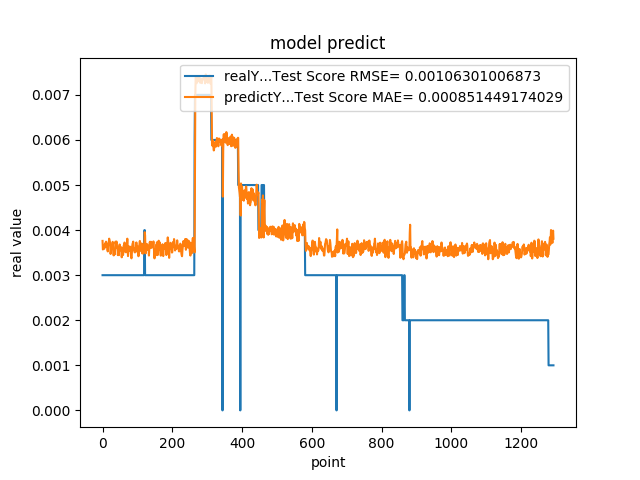 model predict
realY...Test Score RMSE= 0.00106301006873
predictY...Test Score MAE= 0.000851449174029
0.007
0.006
0.005
0.004
0.003
0.002
0.001
0.000
real value
0 200 400 600 800 1000 1200
point